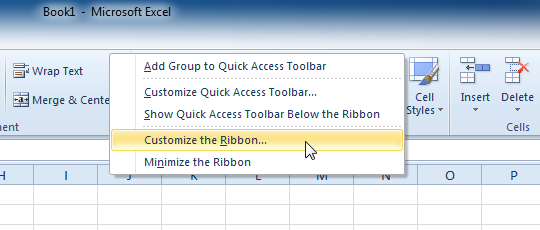 Book1 - Microsoft Excel
Wrap Text
Merge & Cente
Add Group to Quick Access Toolbar
Customize Quick Access Toolbar...
Show Quick Access Toolbar Below the Ribbon
Customize the Ribbon...
Minimize the Ribbon
Cell
Styles
Insert
Delete
Cells
H I J K L M N O P